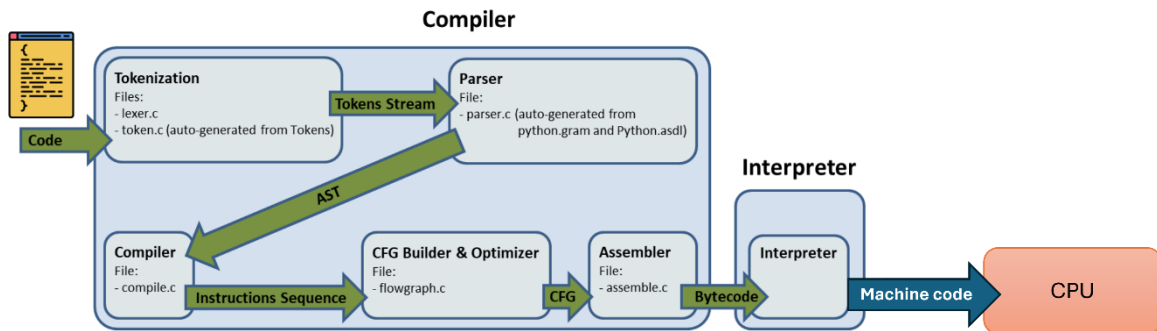 Compiler
{
}
Code
Tokenization
Files:
- lexer.c
- token.c (auto-generated from Tokens)
Tokens Stream
Parser
File:
- parser.c (auto-generated from
python.gram and Python.asdl)
AST
Compiler
File:
- compile.c
Instructions Sequence
CFG Builder & Optimizer
File:
- flowgraph.c
CFG
Assembler
File:
- assemble.c
Bytecode
Interpreter
Interpreter
Machine code
CPU